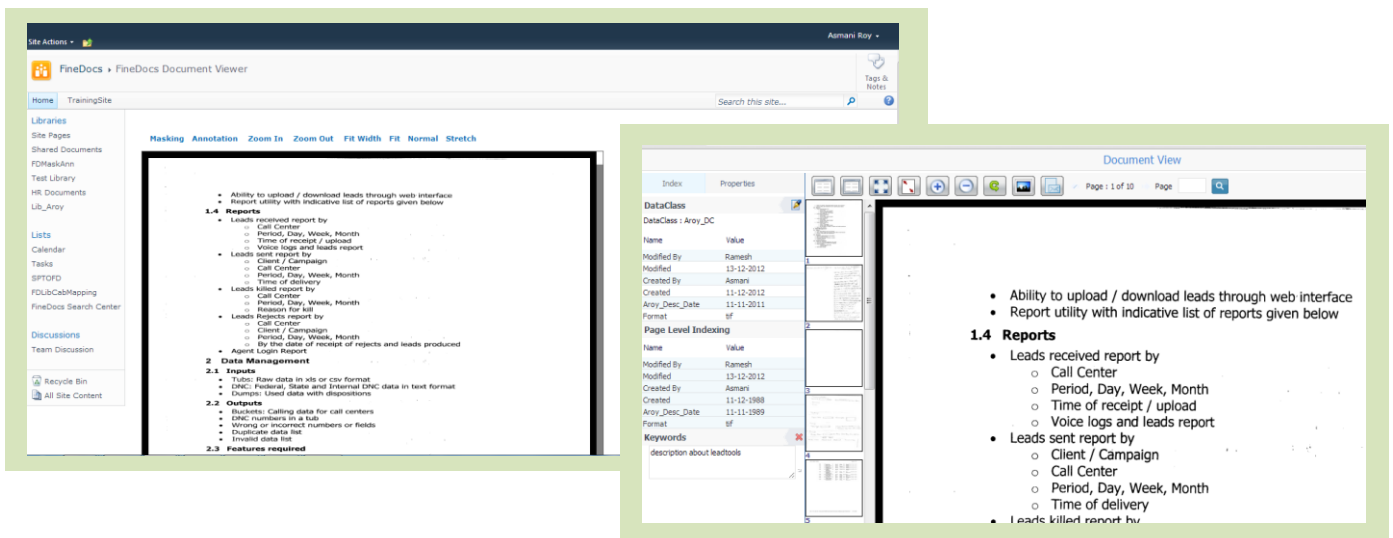 Asmani Roy
Site Actions
FineDocs › FineDocs Document Viewer
Tags & Notes
Home TrainingSite
Search this site...
Libraries
Site Pages
Shared Documents
FDMaskAnn
Test Library
HR Documents
Lib_Aroy
Lists
Calendar
Tasks
SPTOFD
FDLibCabMapping
FineDocs Search Center
Discussions
Team Discussion
Recycle Bin
All Site Content
Masking Annotation Zoom In Zoom Out Fit Width Fit Normal Stretch
• Ability to upload / download leads through web interface
• Report utility with indicative list of reports given below
1.4 Reports
• Leads received report by
o Call Center
o Period, Day, Week, Month
o Time of receipt / upload
o Voice logs and leads report
• Leads sent report by
o Client / Campaign
o Call Center
o Period, Day, Week, Month
o Time of delivery
• Leads killed report by
o Call Center
o Period, Day, Week, Month
o Reason for kill
• Leads Rejects report by
o Call Center
o Client / Campaign
o Period, Day, Week, Month
o By the date of receipt of rejects and leads produced
• Agent Login Report
2 Data Management
2.1 Inputs
• Tubs: Raw data in xls or csv format
• DNC: Federal, State and Internal DNC data in text format
• Dumps: Used data with dispositions
2.2 Outputs
• Buckets: Calling data for call centers
• DNC numbers in a tub
• Wrong or incorrect numbers or fields
• Duplicate data list
• Invalid data list
2.3 Features required
Document View
Index Properties
Page : 1 of 10 Page
DataClass
DataClass : Aroy_DC
Name Value
Modified By Ramesh
Modified 13-12-2012
Created By Asmani
Created 11-12-2012
Aroy_Desc_Date 11-11-2011
Format tif
Page Level Indexing
Name Value
Modified By Ramesh
Modified 13-12-2012
Created By Asmani
Created 11-12-1988
Aroy_Desc_Date 11-11-1989
Format tif
Keywords
description about leadtools
1
2
3
4
5
• Ability to upload / download leads through web interface
• Report utility with indicative list of reports given below
1.4 Reports
• Leads received report by
o Call Center
o Period, Day, Week, Month
o Time of receipt / upload
o Voice logs and leads report
• Leads sent report by
o Client / Campaign
o Call Center
o Period, Day, Week, Month
o Time of delivery
• Leads killed report by